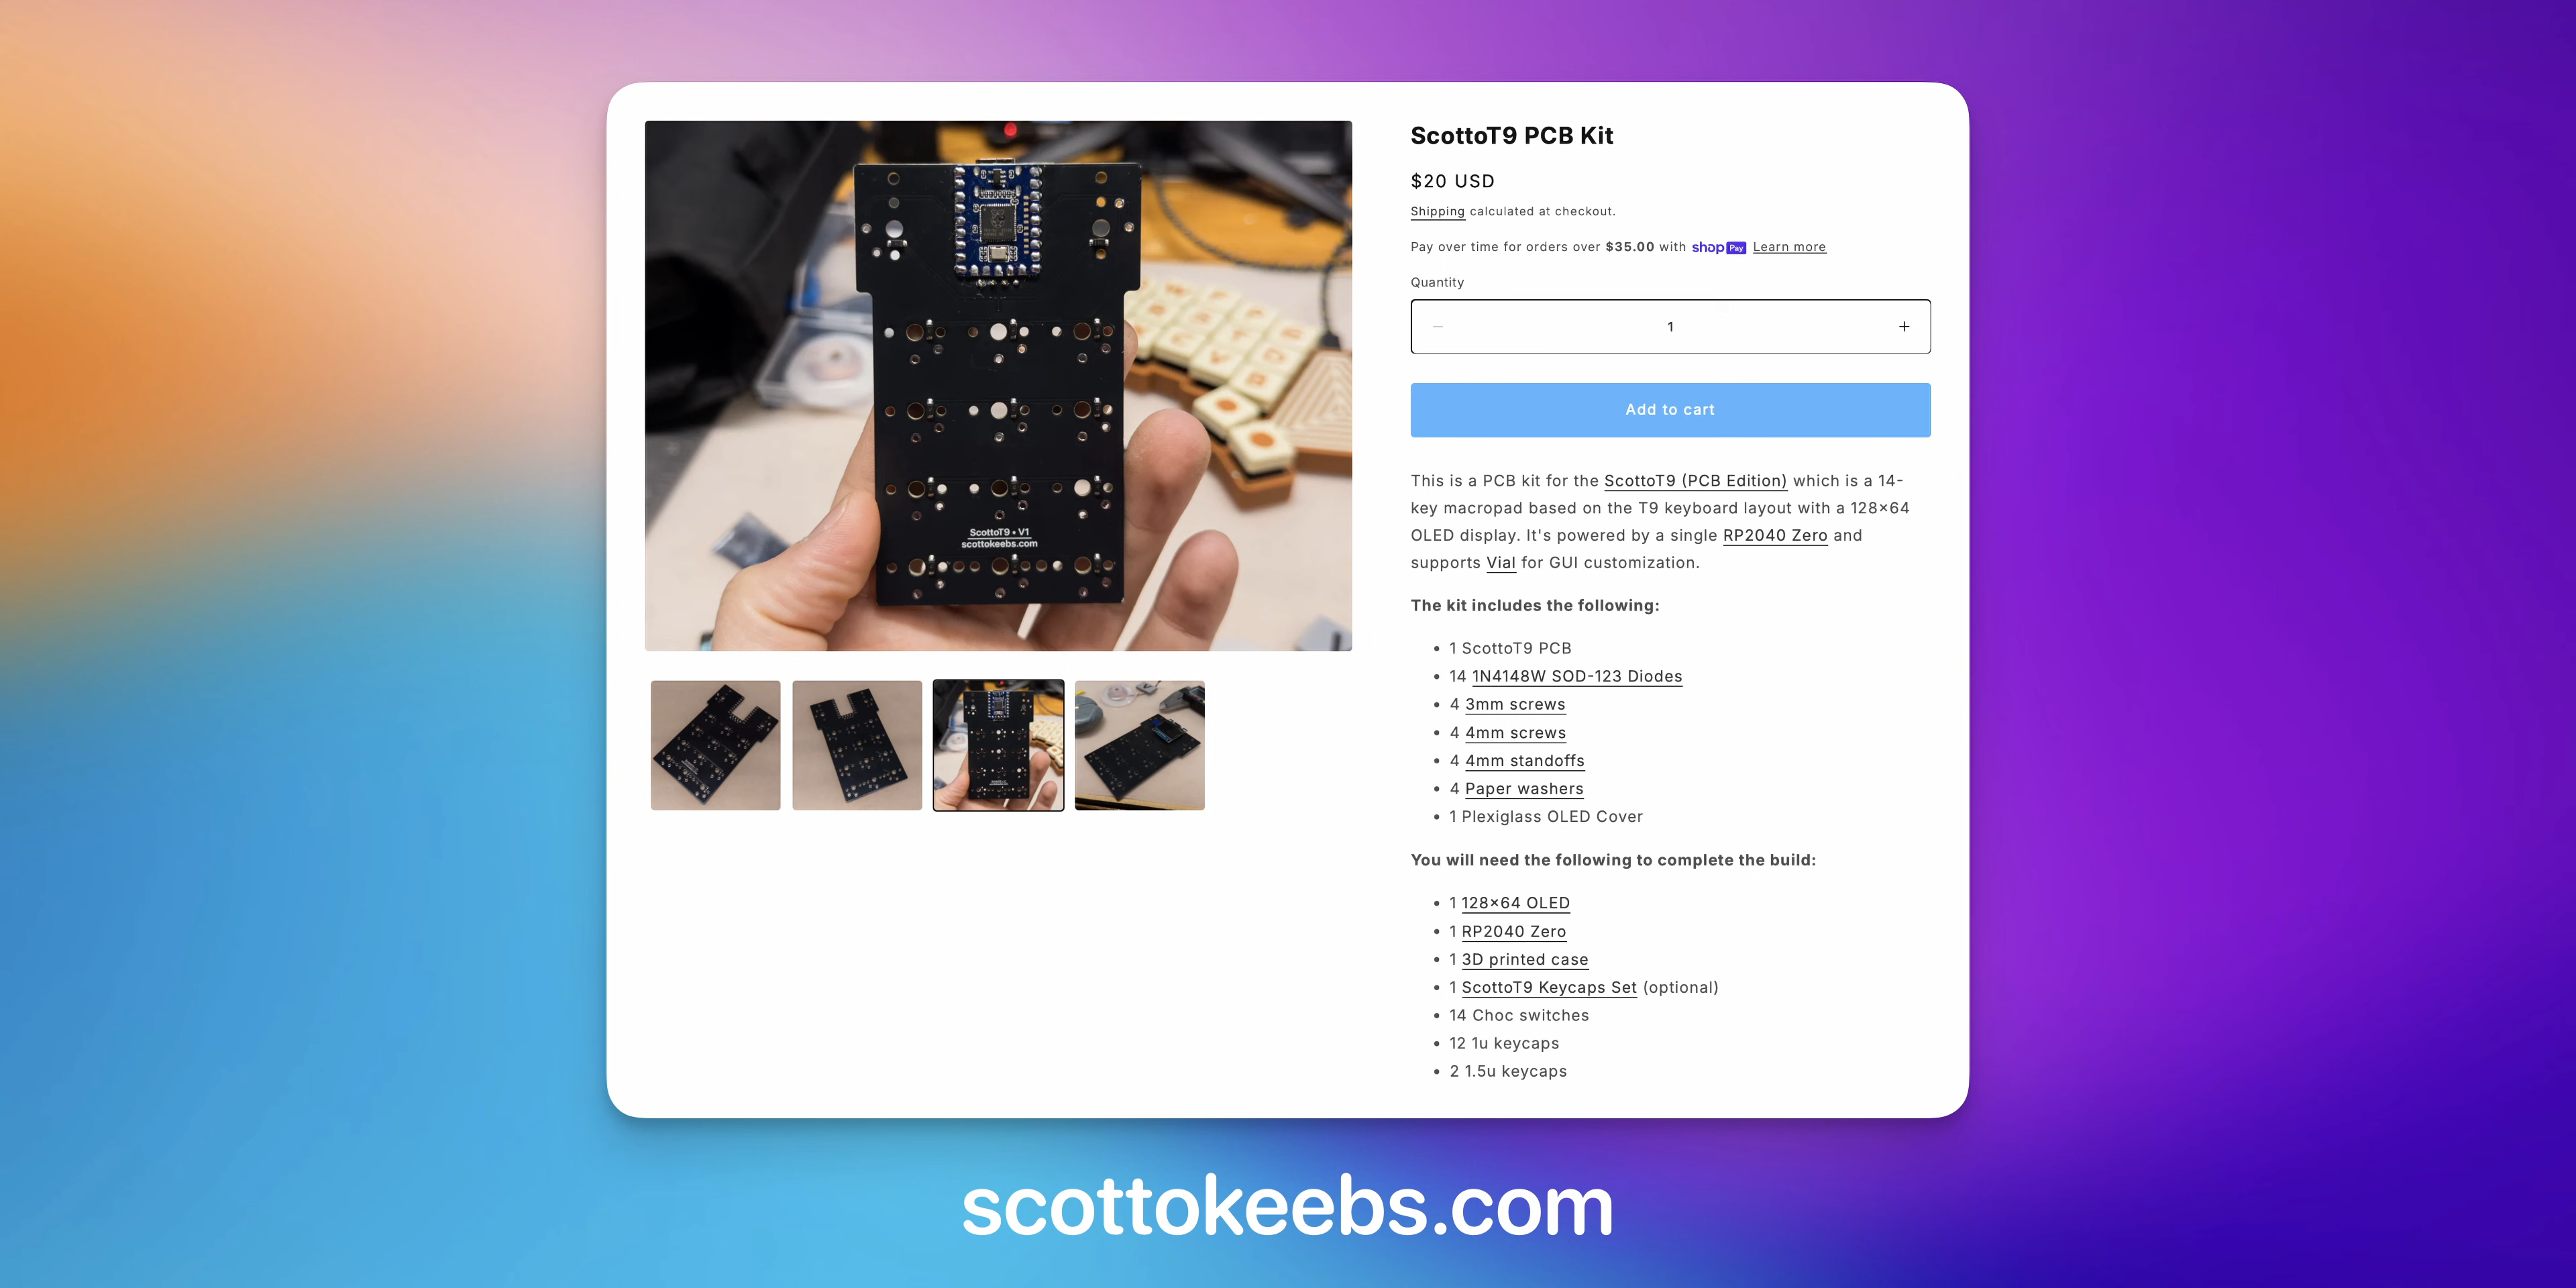 ScottoT9 • V1
scottokeebs.com
ScottoT9 PCB Kit
$20 USD
Shipping calculated at checkout.
Pay over time for orders over $35.00 with shop Pay Learn more
Quantity
− 1 +
Add to cart
This is a PCB kit for the ScottoT9 (PCB Edition) which is a 14-
key macropad based on the T9 keyboard layout with a 128×64
OLED display. It's powered by a single RP2040 Zero and
supports Vial for GUI customization.
The kit includes the following:
• 1 ScottoT9 PCB
• 14 1N4148W SOD-123 Diodes
• 4 3mm screws
• 4 4mm screws
• 4 4mm standoffs
• 4 Paper washers
• 1 Plexiglass OLED Cover
You will need the following to complete the build:
• 1 128×64 OLED
• 1 RP2040 Zero
• 1 3D printed case
• 1 ScottoT9 Keycaps Set (optional)
• 14 Choc switches
• 12 1u keycaps
• 2 1.5u keycaps
scottokeebs.com